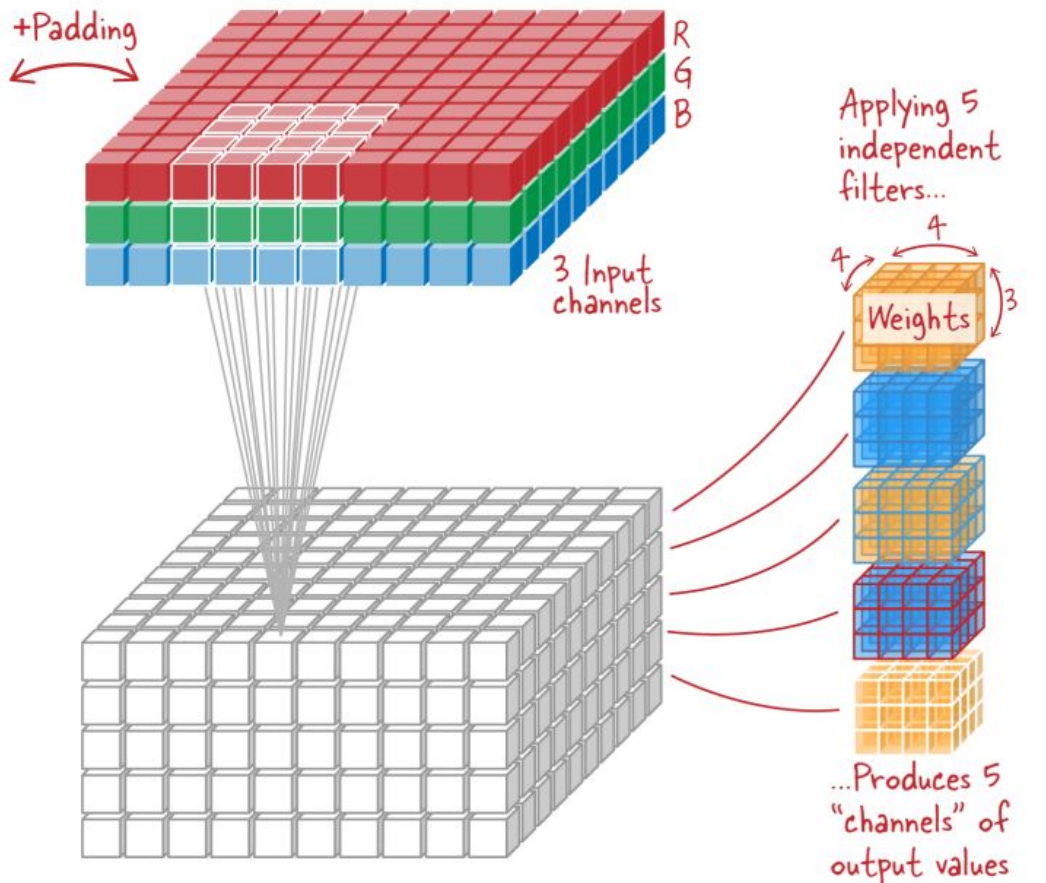 +Padding
R
G
B
3 Input
channels
Applying 5
independent
filters...
4
4
3
Weights
...Produces 5
"channels" of
output values